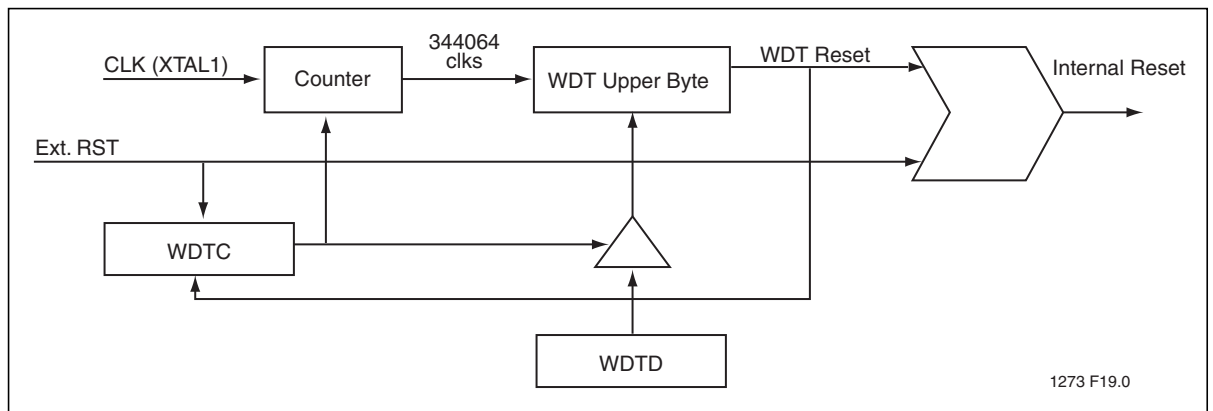 344064
clks
CLK (XTAL1)
Counter
WDT Upper Byte
WDT Reset
Internal Reset
Ext. RST
WDTC
WDTD
1273 F19.0